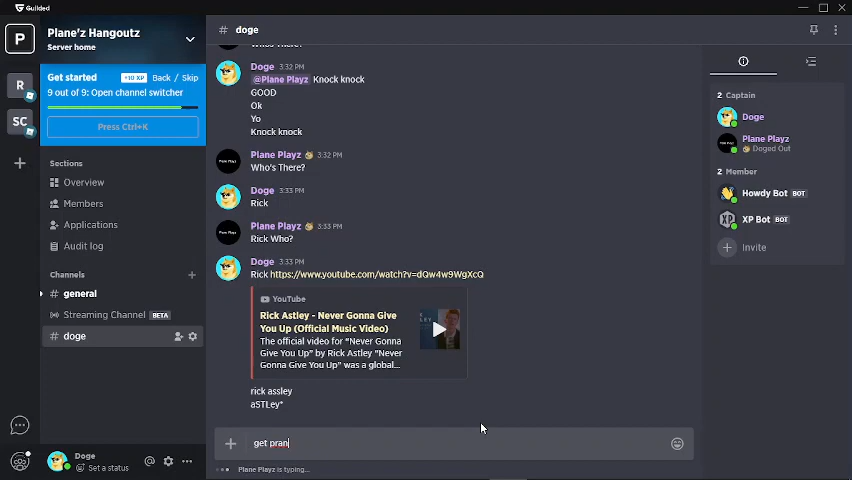 Guilded
P
Plane'z Hangoutz
Server home
Get started +10 XP Back / Skip
9 out of 9: Open channel switcher
Press Ctrl+K
R
SC
Sections
Overview
Members
Applications
Audit log
Channels
general
Streaming Channel BETA
# doge
Doge
Set a status
# doge
Who's There?
Doge 3:32 PM
@Plane Playz Knock knock
GOOD
Ok
Yo
Knock knock
Plane Playz 3:32 PM
Who's There?
Doge 3:33 PM
Rick
Plane Playz 3:33 PM
Rick Who?
Doge 3:33 PM
Rick https://www.youtube.com/watch?v=dQw4w9WgXcQ
YouTube
Rick Astley - Never Gonna Give
You Up (Official Music Video)
The official video for “Never Gonna
Give You Up” by Rick Astley “Never
Gonna Give You Up” was a global...
rick assley
aSTLey*
get pran
Plane Playz is typing...
2 Captain
Doge
Plane Playz
Doged Out
2 Member
Howdy Bot BOT
XP Bot BOT
Invite